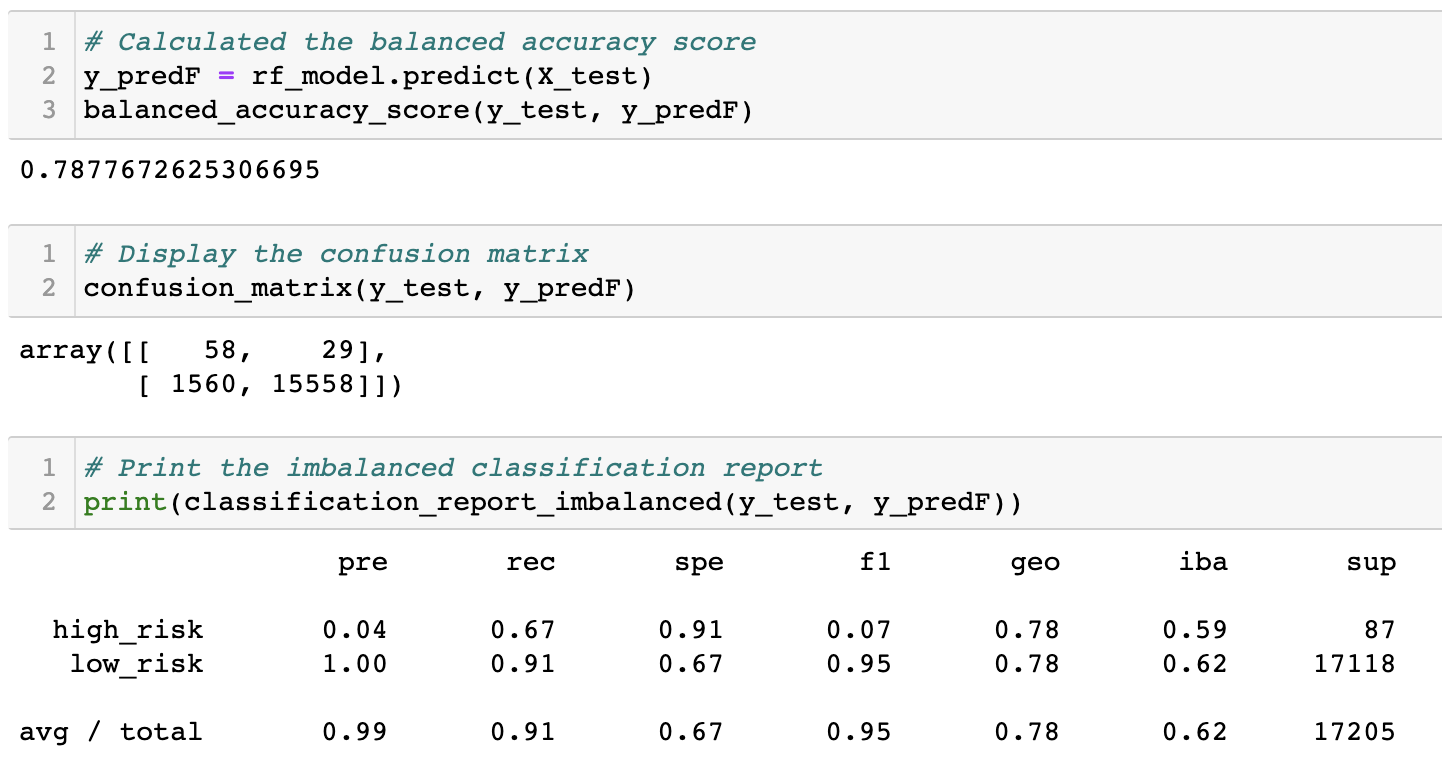 1 # Calculated the balanced accuracy score
2 y_predF = rf_model.predict(X_test)
3 balanced_accuracy_score(y_test, y_predF)
0.7877672625306695
1 # Display the confusion matrix
2 confusion_matrix(y_test, y_predF)
array([[   58,    29],
       [ 1560, 15558]])
1 # Print the imbalanced classification report
2 print(classification_report_imbalanced(y_test, y_predF))
                   pre       rec       spe        f1       geo       iba       sup
  high_risk       0.04      0.67      0.91      0.07      0.78      0.59        87
   low_risk       1.00      0.91      0.67      0.95      0.78      0.62     17118
avg / total       0.99      0.91      0.67      0.95      0.78      0.62     17205